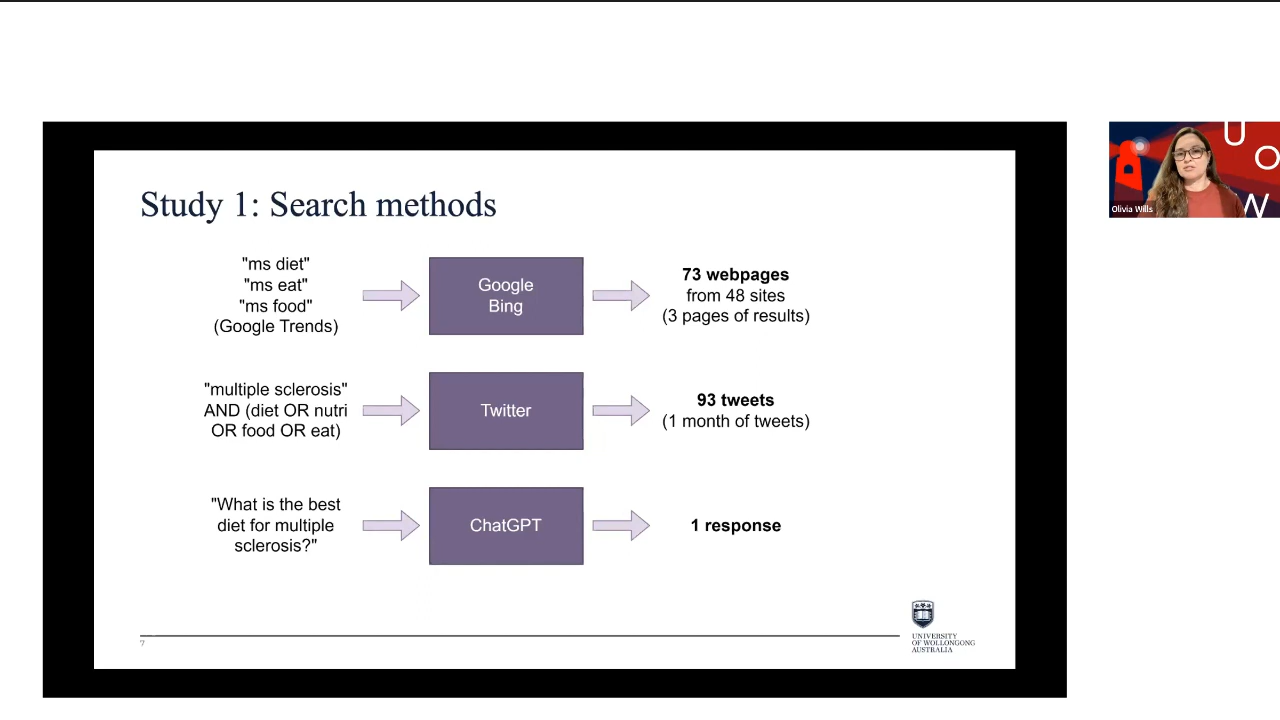 Study 1: Search methods
"ms diet"
"ms eat"
"ms food"
(Google Trends)
Google
Bing
73 webpages
from 48 sites
(3 pages of results)
"multiple sclerosis"
AND (diet OR nutri
OR food OR eat)
Twitter
93 tweets
(1 month of tweets)
"What is the best
diet for multiple
sclerosis?"
ChatGPT
1 response
7
UNIVERSITY
OF WOLLONGONG
AUSTRALIA
U
O
W
Olivia Wills